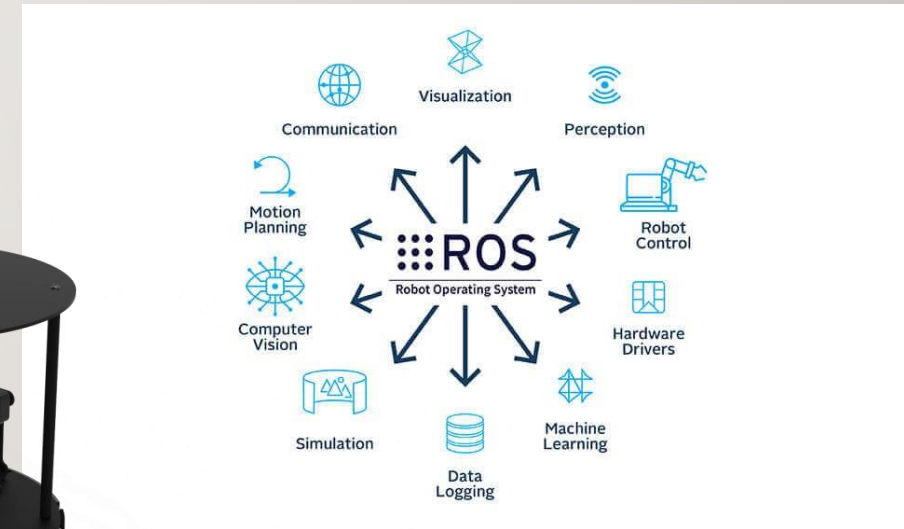 Visualization
Communication
Perception
Motion
Planning
Robot
Control
ROS
Robot Operating System
Computer
Vision
Hardware
Drivers
Simulation
Machine
Learning
Data
Logging